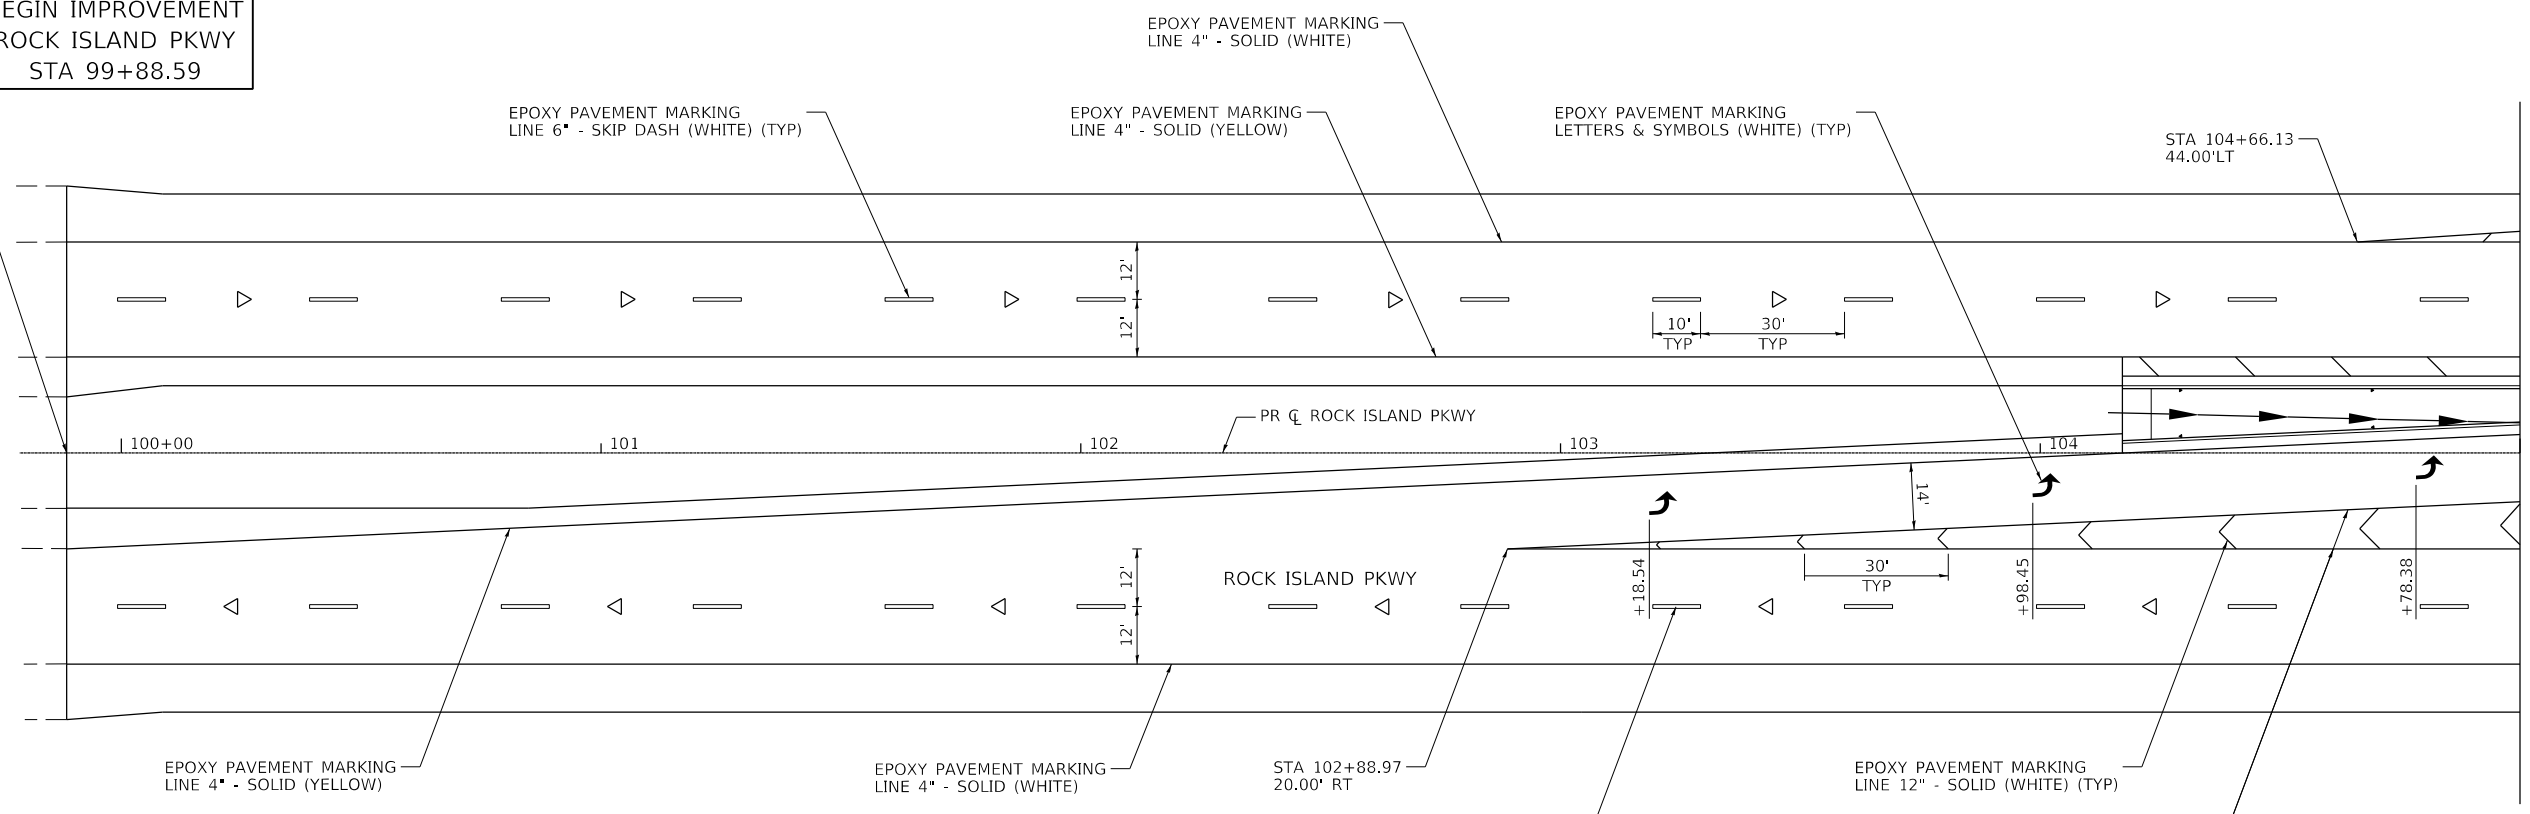 EGIN IMPROVEMENT
ROCK ISLAND PKWY
STA 99+88.59
EPOXY PAVEMENT MARKING
LINE 4" - SOLID (WHITE)
EPOXY PAVEMENT MARKING
LINE 6" - SKIP DASH (WHITE) (TYP)
EPOXY PAVEMENT MARKING
LINE 4" - SOLID (YELLOW)
EPOXY PAVEMENT MARKING
LETTERS & SYMBOLS (WHITE) (TYP)
STA 104+66.13
44.00'LT
12'
12'
10'
TYP
30'
TYP
PR ℄ ROCK ISLAND PKWY
100+00
101
102
103
104
14'
12'
12'
ROCK ISLAND PKWY
30'
TYP
+18.54
+98.45
+78.38
EPOXY PAVEMENT MARKING
LINE 4" - SOLID (YELLOW)
EPOXY PAVEMENT MARKING
LINE 4" - SOLID (WHITE)
STA 102+88.97
20.00' RT
EPOXY PAVEMENT MARKING
LINE 12" - SOLID (WHITE) (TYP)